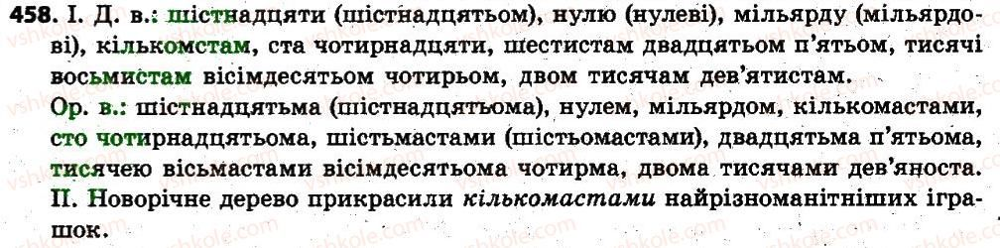 458. І. Д. в.: шістнадцяти (шістнадцятьом), нулю (нулеві), мільярду (мільярдо-
ві), кількомстам, ста чотирнадцяти, шестистам двадцятьом п’ятьом, тисячі
восьмистам вісімдесятьом чотирьом, двом тисячам дев’ятистам.
Ор. в.: шістнадцятьма (шістнадцятьома), нулем, мільярдом, кількомастами,
сто чотирнадцятьома, шістьмастами (шістьомастами), двадцятьма п’ятьома,
тисячею вісьмастами вісімдесятьома чотирма, двома тисячами дев’яноста.
ІІ. Новорічне дерево прикрасили кількомастами найрізноманітніших ігра-
шок.